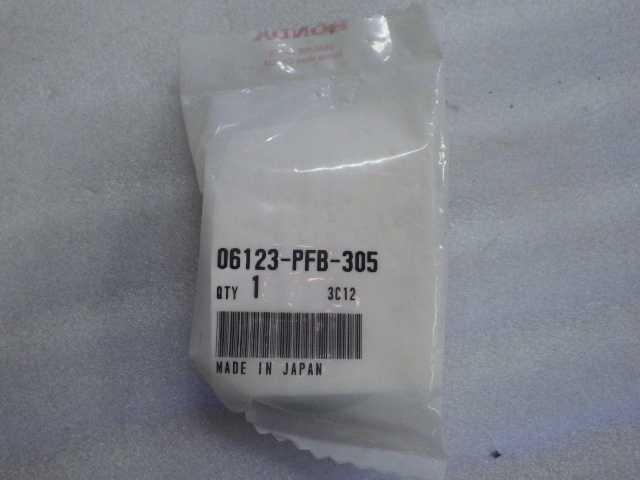 HONDA
06123-PFB-305
QTY 1 3C12
MADE IN JAPAN